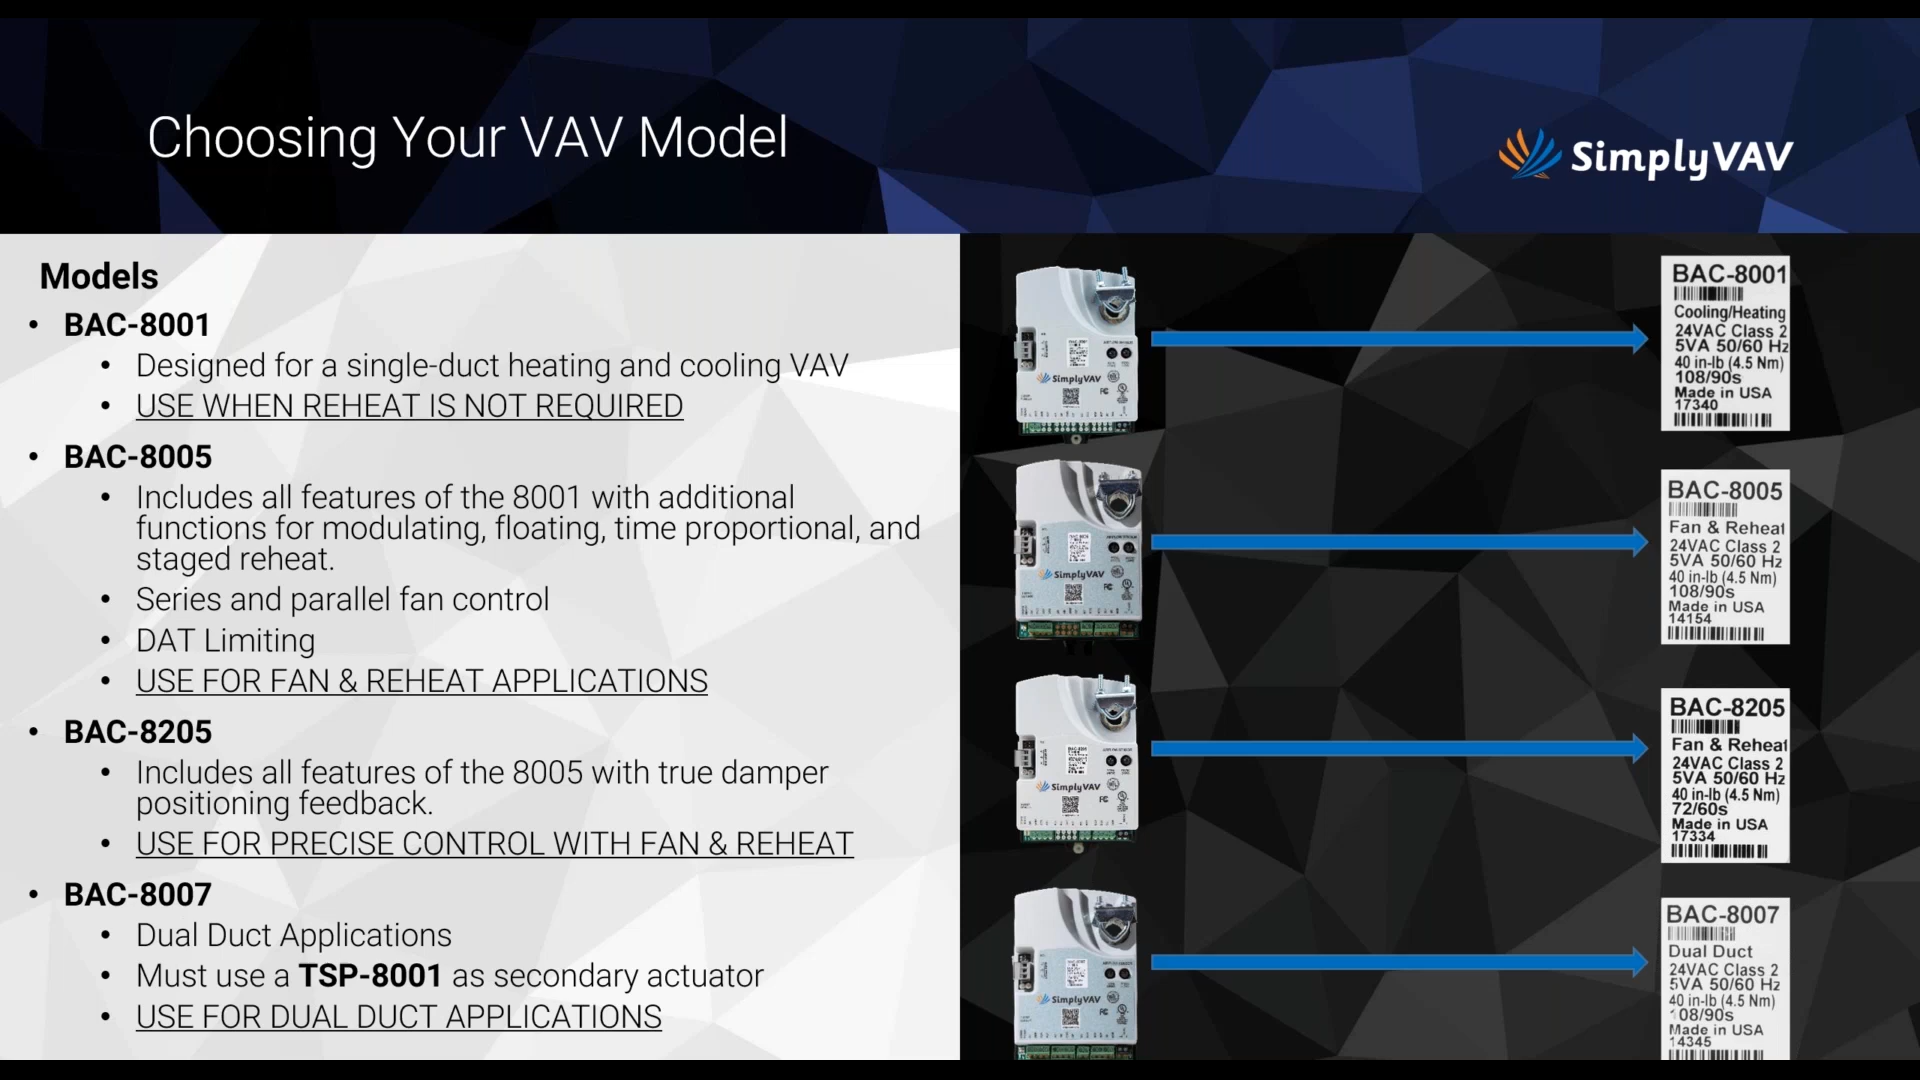 Choosing Your VAV Model
SimplyVAV
Models
• BAC-8001
• Designed for a single-duct heating and cooling VAV
• USE WHEN REHEAT IS NOT REQUIRED
• BAC-8005
• Includes all features of the 8001 with additional
functions for modulating, floating, time proportional, and
staged reheat.
• Series and parallel fan control
• DAT Limiting
• USE FOR FAN & REHEAT APPLICATIONS
• BAC-8205
• Includes all features of the 8005 with true damper
positioning feedback.
• USE FOR PRECISE CONTROL WITH FAN & REHEAT
• BAC-8007
• Dual Duct Applications
• Must use a TSP-8001 as secondary actuator
• USE FOR DUAL DUCT APPLICATIONS
SimplyVAV
SimplyVAV
SimplyVAV
SimplyVAV
BAC-8001
Cooling/Heating
24VAC Class 2
5VA 50/60 Hz
40 in-lb (4.5 Nm)
108/90s
Made in USA
17340
BAC-8005
Fan & Reheat
24VAC Class 2
5VA 50/60 Hz
40 in-lb (4.5 Nm)
108/90s
Made in USA
14154
BAC-8205
Fan & Reheat
24VAC Class 2
5VA 50/60 Hz
40 in-lb (4.5 Nm)
72/60s
Made in USA
17334
BAC-8007
Dual Duct
24VAC Class 2
5VA 50/60 Hz
40 in-lb (4.5 Nm)
108/90s
Made in USA
14345